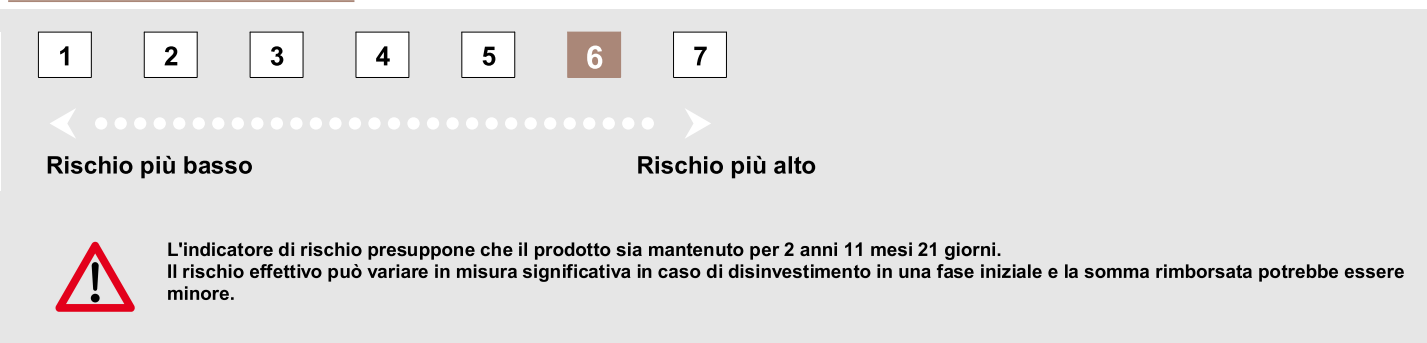 1 2 3 4 5 6 7
Rischio più basso Rischio più alto
L'indicatore di rischio presuppone che il prodotto sia mantenuto per 2 anni 11 mesi 21 giorni.
Il rischio effettivo può variare in misura significativa in caso di disinvestimento in una fase iniziale e la somma rimborsata potrebbe essere
minore.